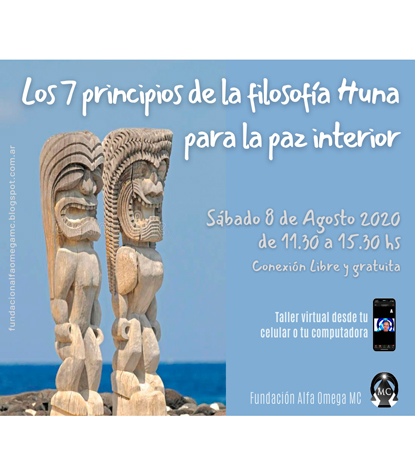 Los 7 principios de la filosofía Huna
para la paz interior
fundacionalfaomegamc.blogspot.com.ar
Sábado 8 de Agosto 2020
de 11.30 a 15.30 hs
Conexión Libre y gratuita
Taller virtual desde tu
celular o tu computadora
Fundación Alfa Omega MC
MC